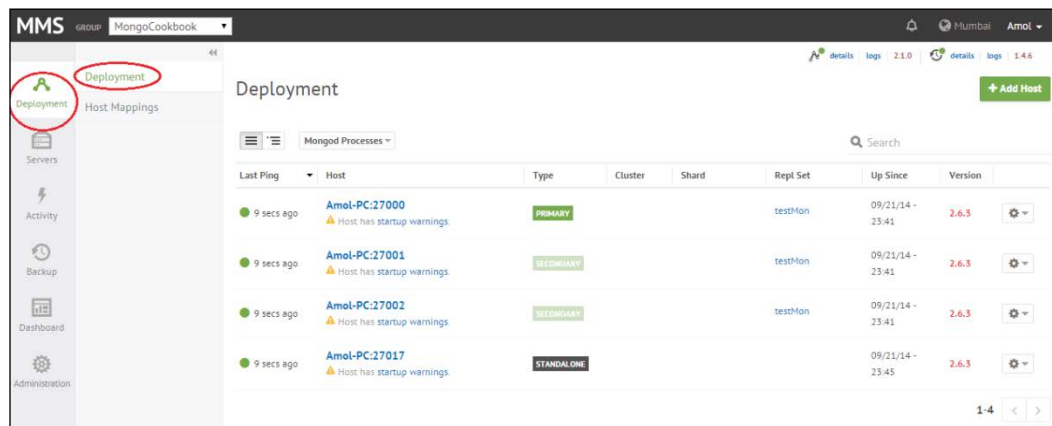 MMS GROUP MongoCookbook Mumbai Amol
details logs 2.1.0 details logs 1.4.6
Deployment
Deployment
Host Mappings
Servers
Activity
Backup
Dashboard
Administration
Deployment
+ Add Host
Mongod Processes
Search
Last Ping Host Type Cluster Shard Repl Set Up Since Version
9 secs ago Amol-PC:27000 PRIMARY testMon 09/21/14 - 2.6.3
Host has startup warnings. 23:41
9 secs ago Amol-PC:27001 SECONDARY testMon 09/21/14 - 2.6.3
Host has startup warnings. 23:41
9 secs ago Amol-PC:27002 SECONDARY testMon 09/21/14 - 2.6.3
Host has startup warnings. 23:41
9 secs ago Amol-PC:27017 STANDALONE 09/21/14 - 2.6.3
Host has startup warnings. 23:45
1-4 < >